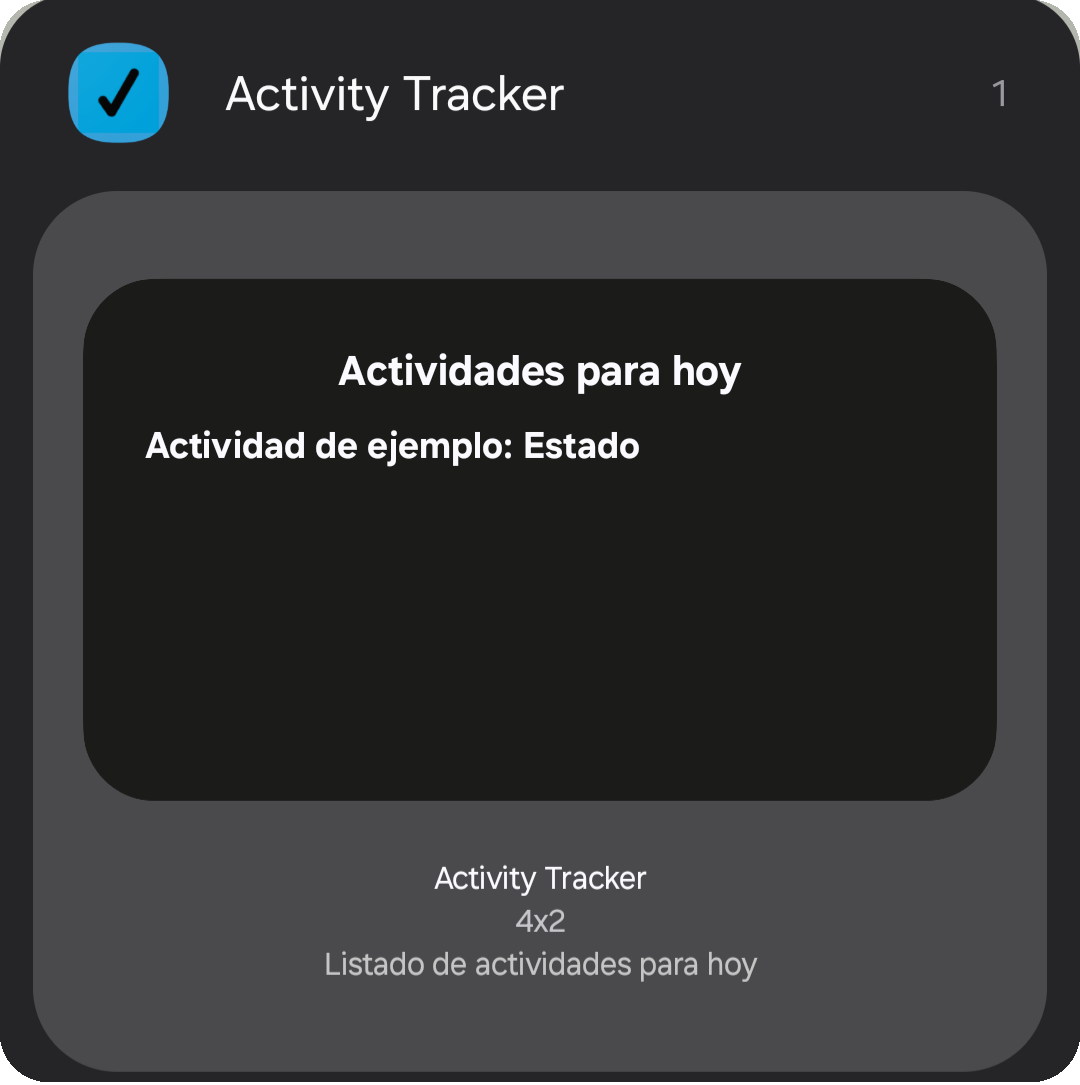 Activity Tracker 1
Actividades para hoy
Actividad de ejemplo: Estado
Activity Tracker
4x2
Listado de actividades para hoy